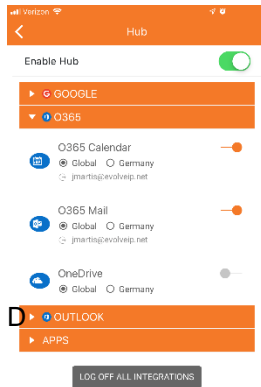 Verizon
Hub
Enable Hub
GOOGLE
O365
O365 Calendar
Global Germany
jmartis@evolveip.net
O365 Mail
Global Germany
jmartis@evolveip.net
OneDrive
Global Germany
D
OUTLOOK
APPS
LOG OFF ALL INTEGRATIONS